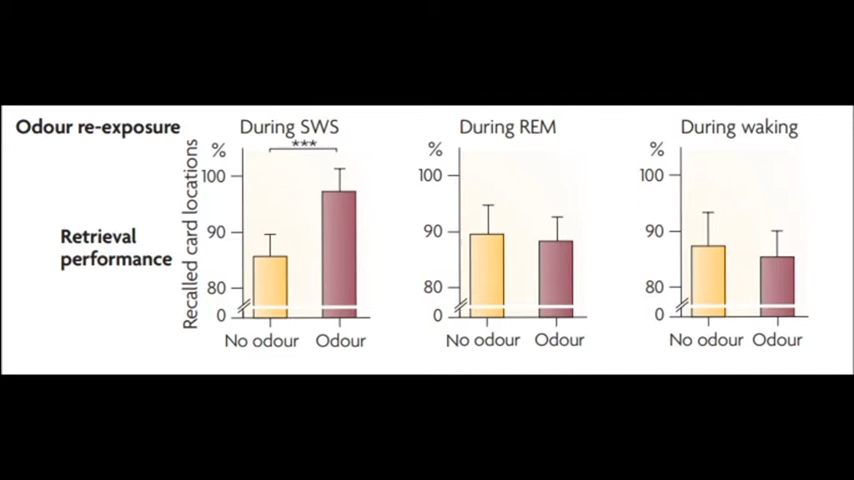 Odour re-exposure
During SWS
During REM
During waking
Retrieval
performance
Recalled card locations
%
***
100
90
80
0
No odour Odour
%
100
90
80
0
No odour Odour
%
100
90
80
0
No odour Odour